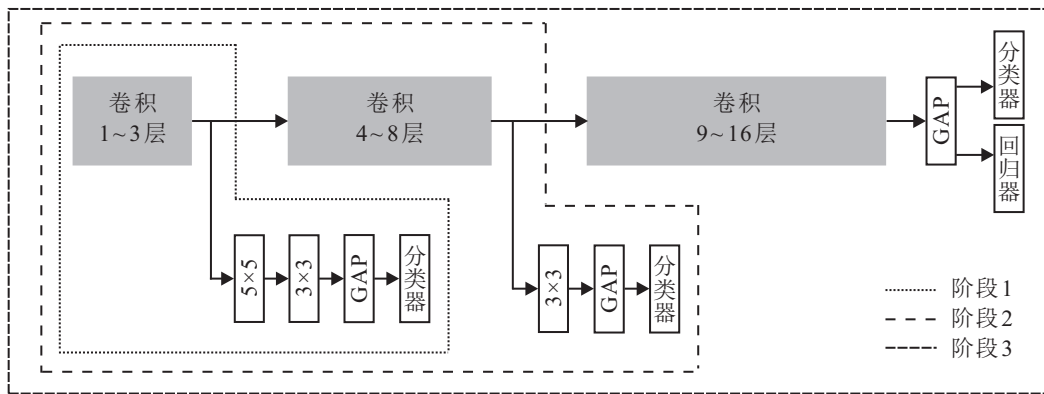 卷积
1~3层
卷积
4~8层
卷积
9~16层
GAP
分类器
回归器
5×5
3×3
GAP
分类器
3×3
GAP
分类器
阶段1
阶段2
阶段3